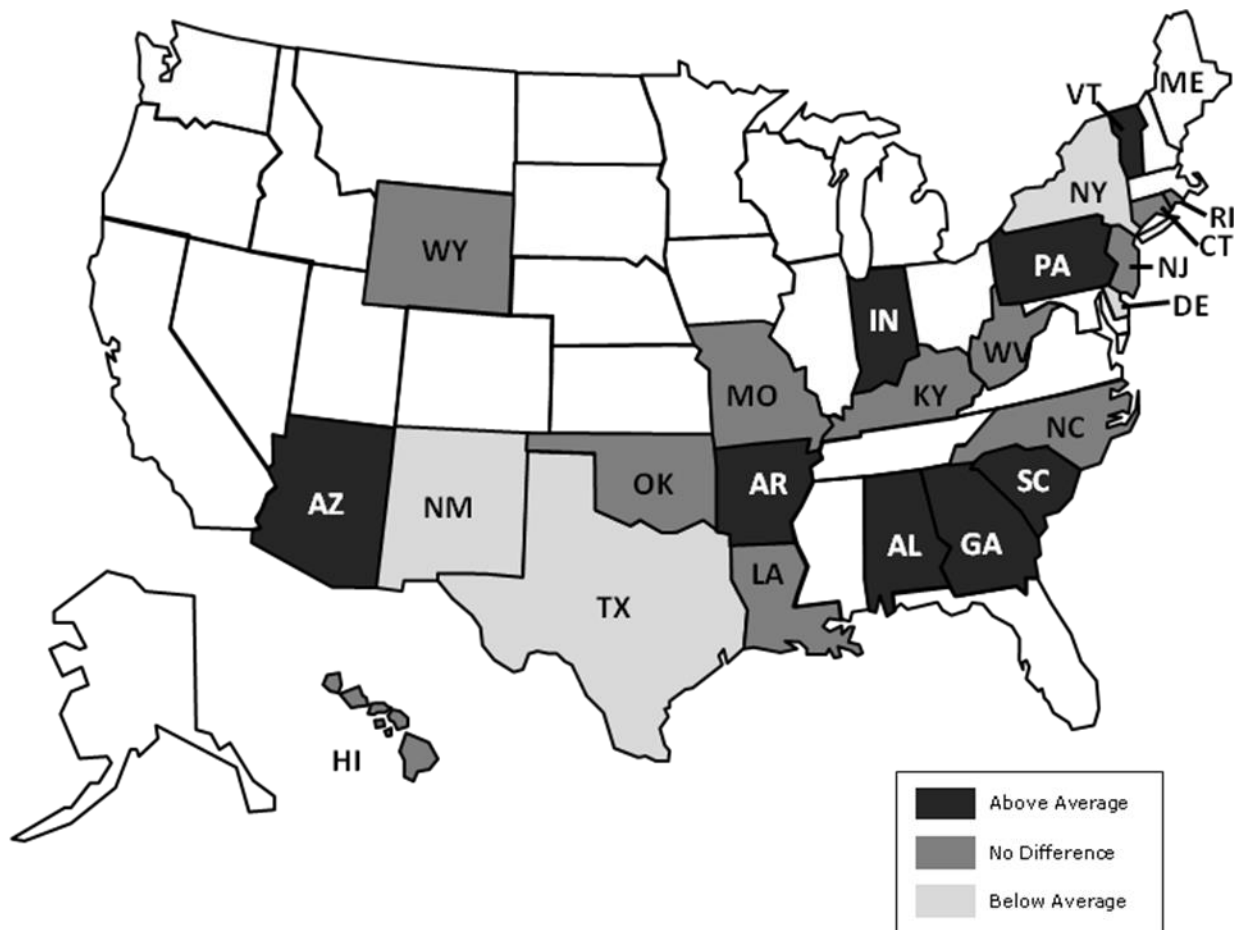 ME
VT
NY
RI
CT
WY
PA
NJ
DE
IN
WV
MO
KY
NC
OK
AR
SC
AZ
NM
AL
GA
LA
TX
HI
Above Average
No Difference
Below Average